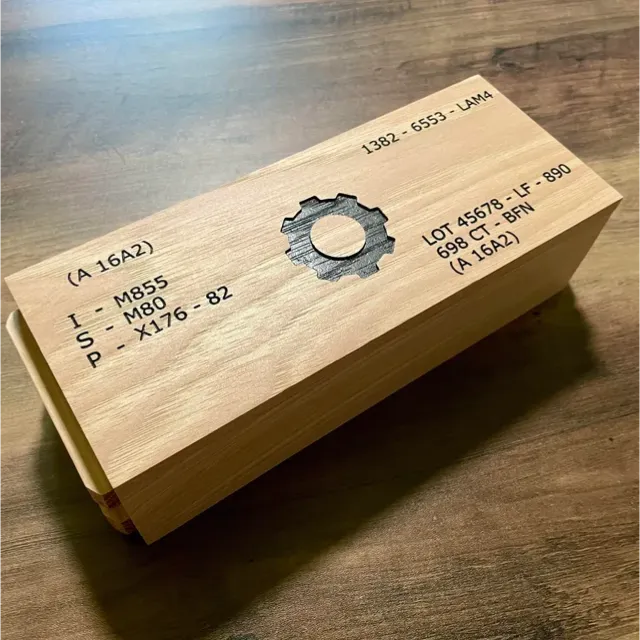 1382 - 6553 - LAM4
(A 16A2)
I - M855
S - M80
P - X176 - 82
LOT 45678 - LF - 890
698 CT - BFN
(A 16A2)